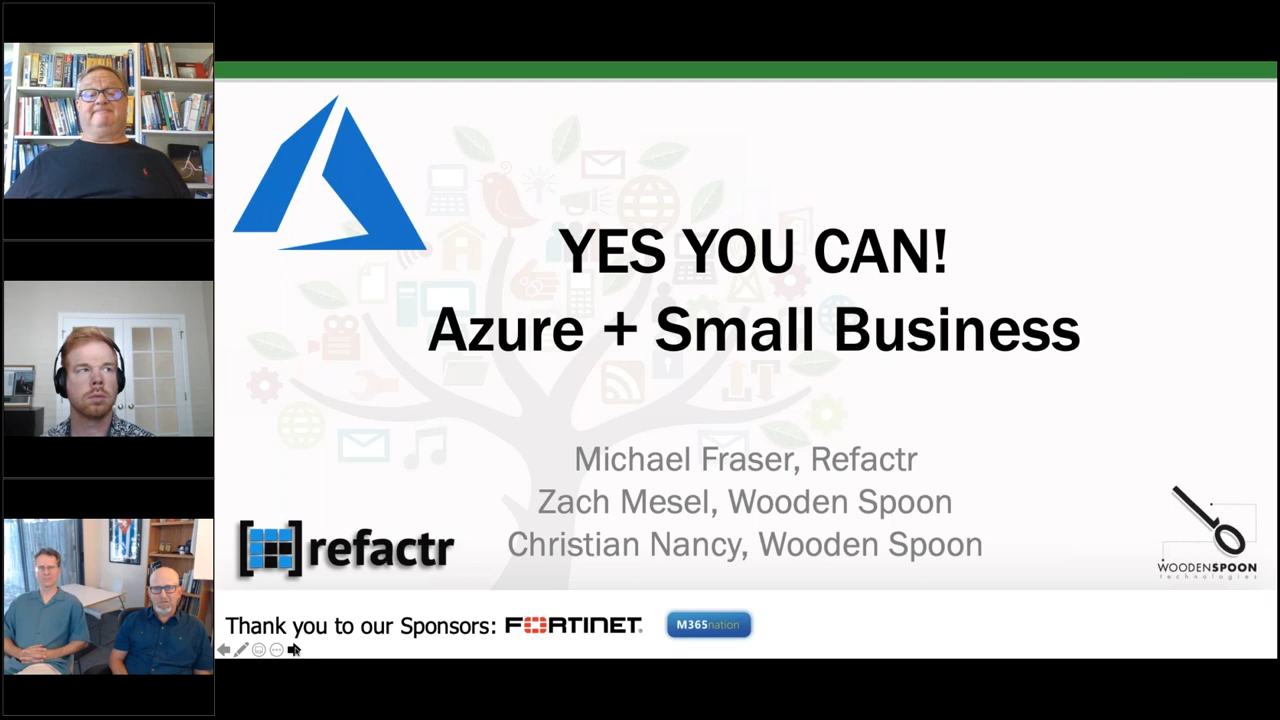 YES YOU CAN!
Azure + Small Business
Michael Fraser, Refactr
Zach Mesel, Wooden Spoon
Christian Nancy, Wooden Spoon
[refactr]
WOODENSPOON
technologies
Thank you to our Sponsors: FORTINET® M365nation